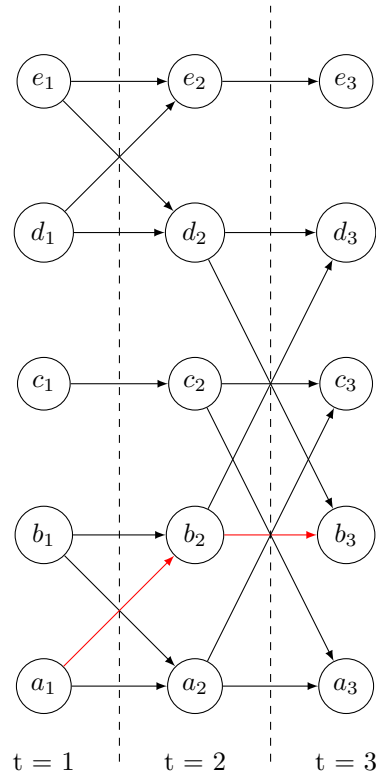 e₁ e₂ e₃
d₁ d₂ d₃
c₁ c₂ c₃
b₁ b₂ b₃
a₁ a₂ a₃
t = 1 t = 2 t = 3